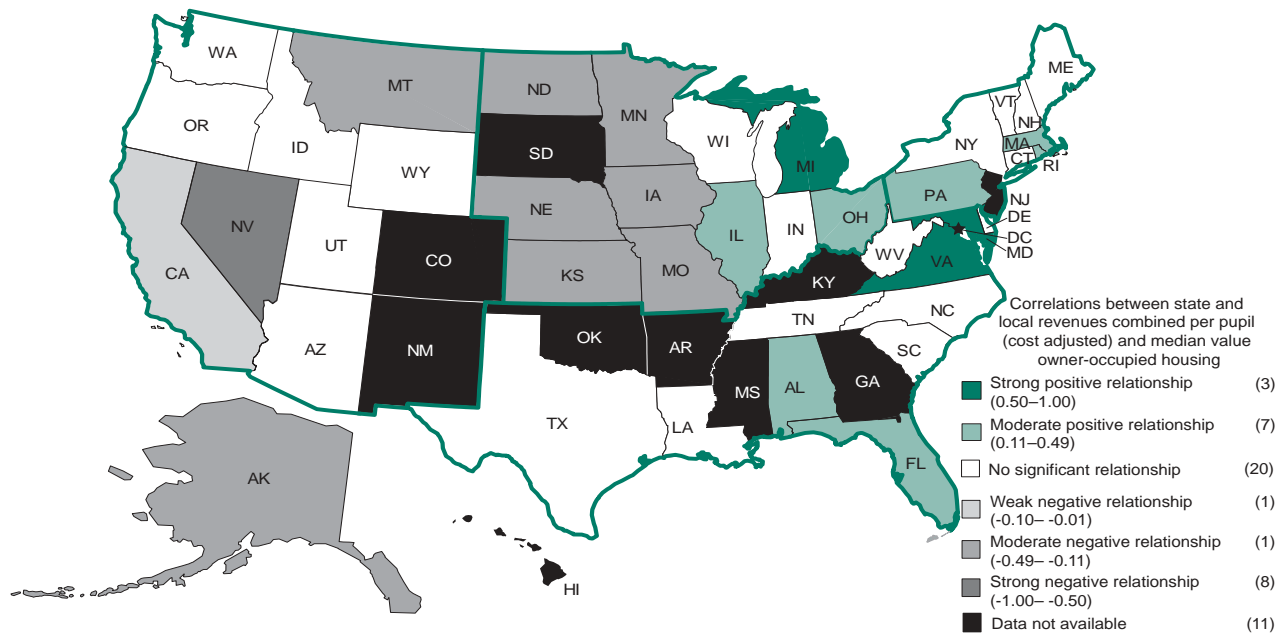 WA
ME
MT
ND
VT
MN
NH
OR
WI
NY
MA
ID
SD
CT
RI
MI
WY
PA
IA
NJ
NE
OH
DE
NV
IL
IN
UT
DC
CO
WV
MD
VA
CA
KS
MO
KY
NC
TN
AZ
OK
NM
AR
SC
MS
AL
GA
TX
LA
FL
AK
HI
Correlations between state and
local revenues combined per pupil
(cost adjusted) and median value
owner-occupied housing
Strong positive relationship (3)
(0.50–1.00)
Moderate positive relationship (7)
(0.11–0.49)
No significant relationship (20)
Weak negative relationship (1)
(-0.10– -0.01)
Moderate negative relationship (1)
(-0.49– -0.11)
Strong negative relationship (8)
(-1.00– -0.50)
Data not available (11)